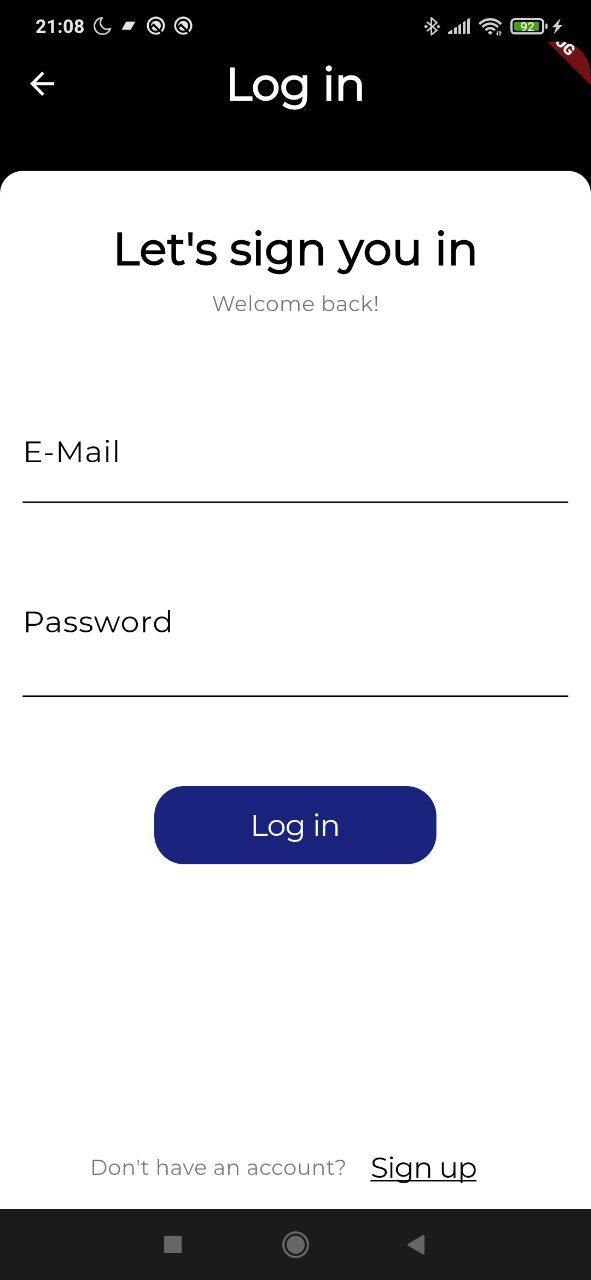 21:08
92
Log in
Let's sign you in
Welcome back!
E-Mail
Password
Log in
Don't have an account? Sign up